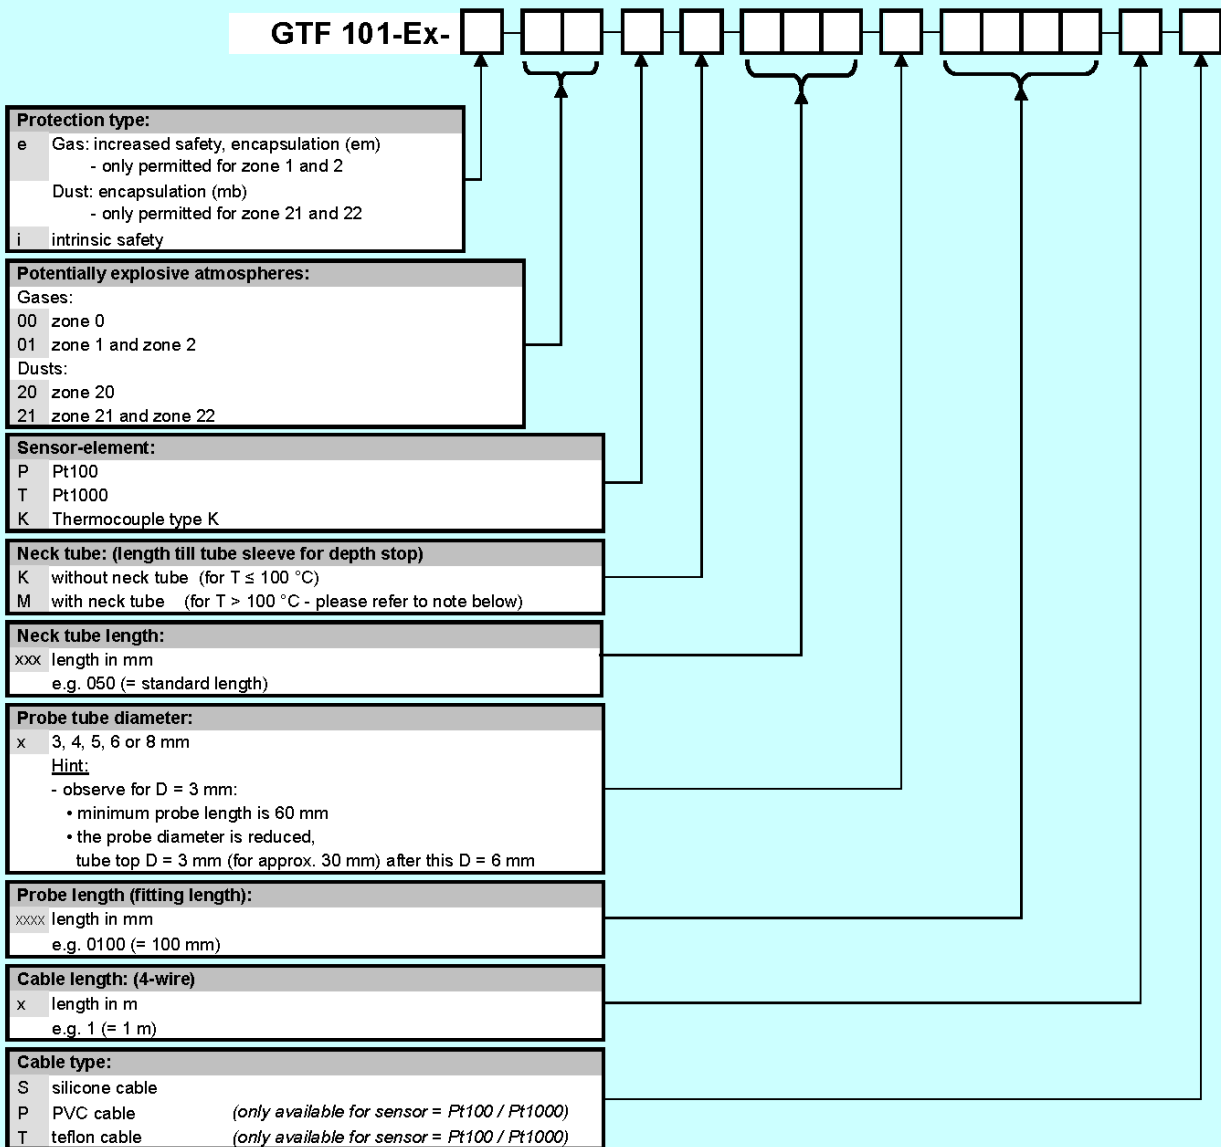 GTF 101-Ex-
Protection type:
e Gas: increased safety, encapsulation (em)
- only permitted for zone 1 and 2
Dust: encapsulation (mb)
- only permitted for zone 21 and 22
i intrinsic safety
Potentially explosive atmospheres:
Gases:
00 zone 0
01 zone 1 and zone 2
Dusts:
20 zone 20
21 zone 21 and zone 22
Sensor-element:
P Pt100
T Pt1000
K Thermocouple type K
Neck tube: (length till tube sleeve for depth stop)
K without neck tube (for T ≤ 100 °C)
M with neck tube (for T > 100 °C - please refer to note below)
Neck tube length:
xxx length in mm
e.g. 050 (= standard length)
Probe tube diameter:
x 3, 4, 5, 6 or 8 mm
Hint:
- observe for D = 3 mm:
• minimum probe length is 60 mm
• the probe diameter is reduced,
tube top D = 3 mm (for approx. 30 mm) after this D = 6 mm
Probe length (fitting length):
xxxx length in mm
e.g. 0100 (= 100 mm)
Cable length: (4-wire)
x length in m
e.g. 1 (= 1 m)
Cable type:
S silicone cable
P PVC cable (only available for sensor = Pt100 / Pt1000)
T teflon cable (only available for sensor = Pt100 / Pt1000)